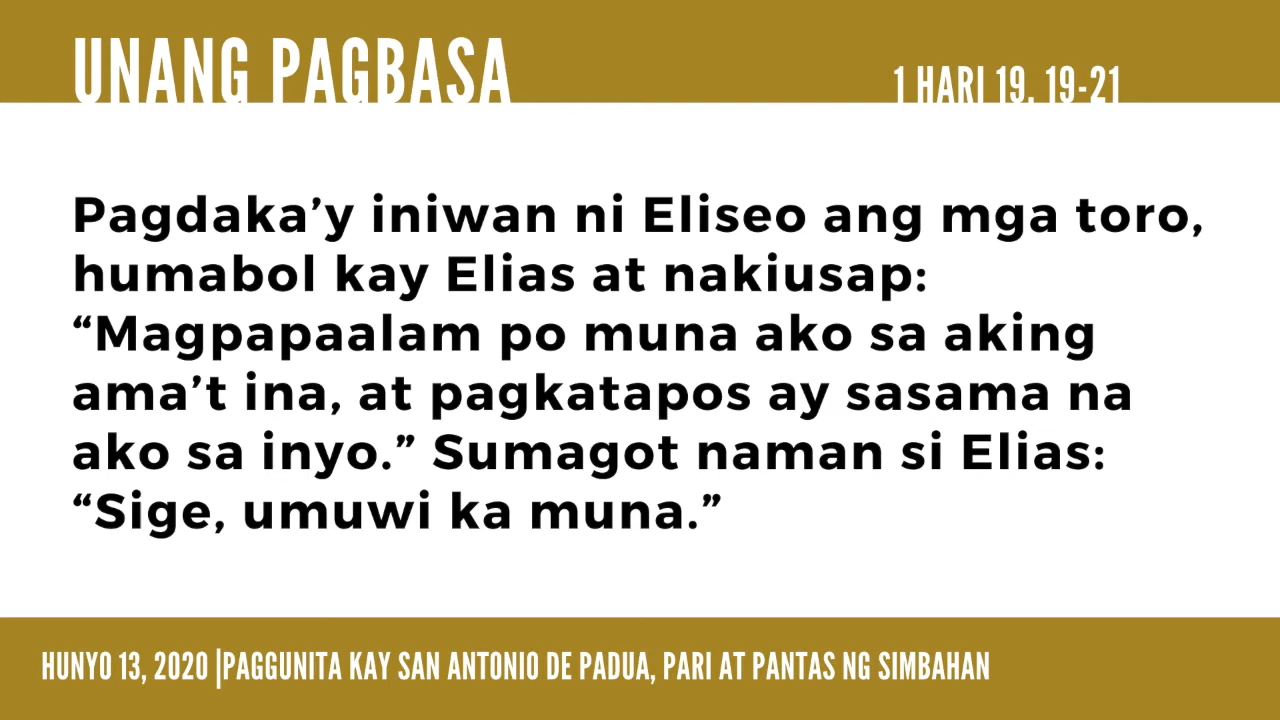 UNANG PAGBASA
1 HARI 19, 19-21
Pagdaka’y iniwan ni Eliseo ang mga toro,
humabol kay Elias at nakiusap:
“Magpapaalam po muna ako sa aking
ama’t ina, at pagkatapos ay sasama na
ako sa inyo.” Sumagot naman si Elias:
“Sige, umuwi ka muna.”
HUNYO 13, 2020 |PAGGUNITA KAY SAN ANTONIO DE PADUA, PARI AT PANTAS NG SIMBAHAN